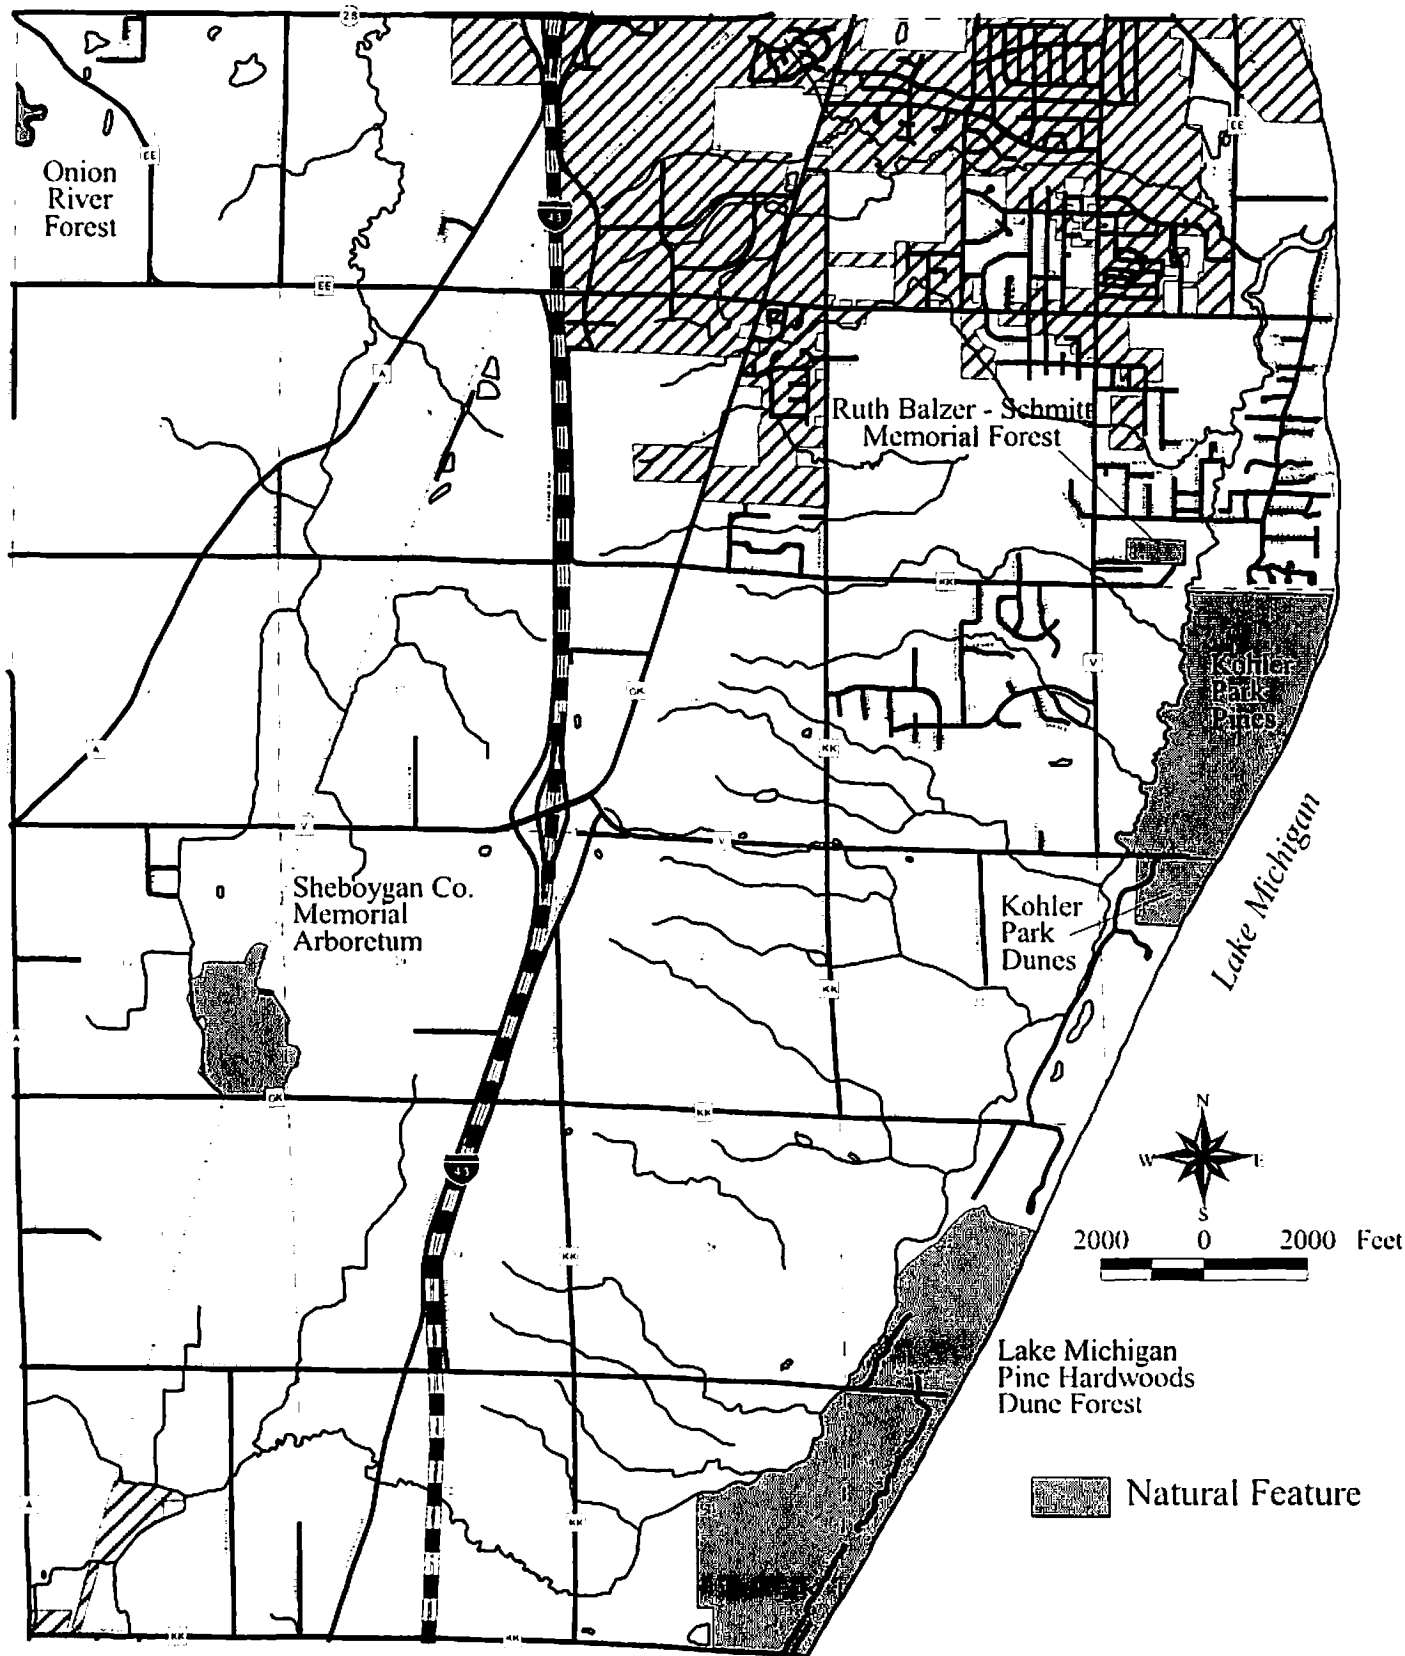 28
EE
EE
Onion
River
Forest
43
EE
A
Ruth Balzer - Schmitt
Memorial Forest
KK
V
Kohler
Park
Pines
OK
A
KK
V
V
Lake Michigan
Sheboygan Co.
Memorial
Arboretum
Kohler
Park
Dunes
KK
A
OK
KK
N
W
E
S
43
2000 0 2000 Feet
KK
Lake Michigan
Pine Hardwoods
Dune Forest
Natural Feature
A
KK
KK
KK